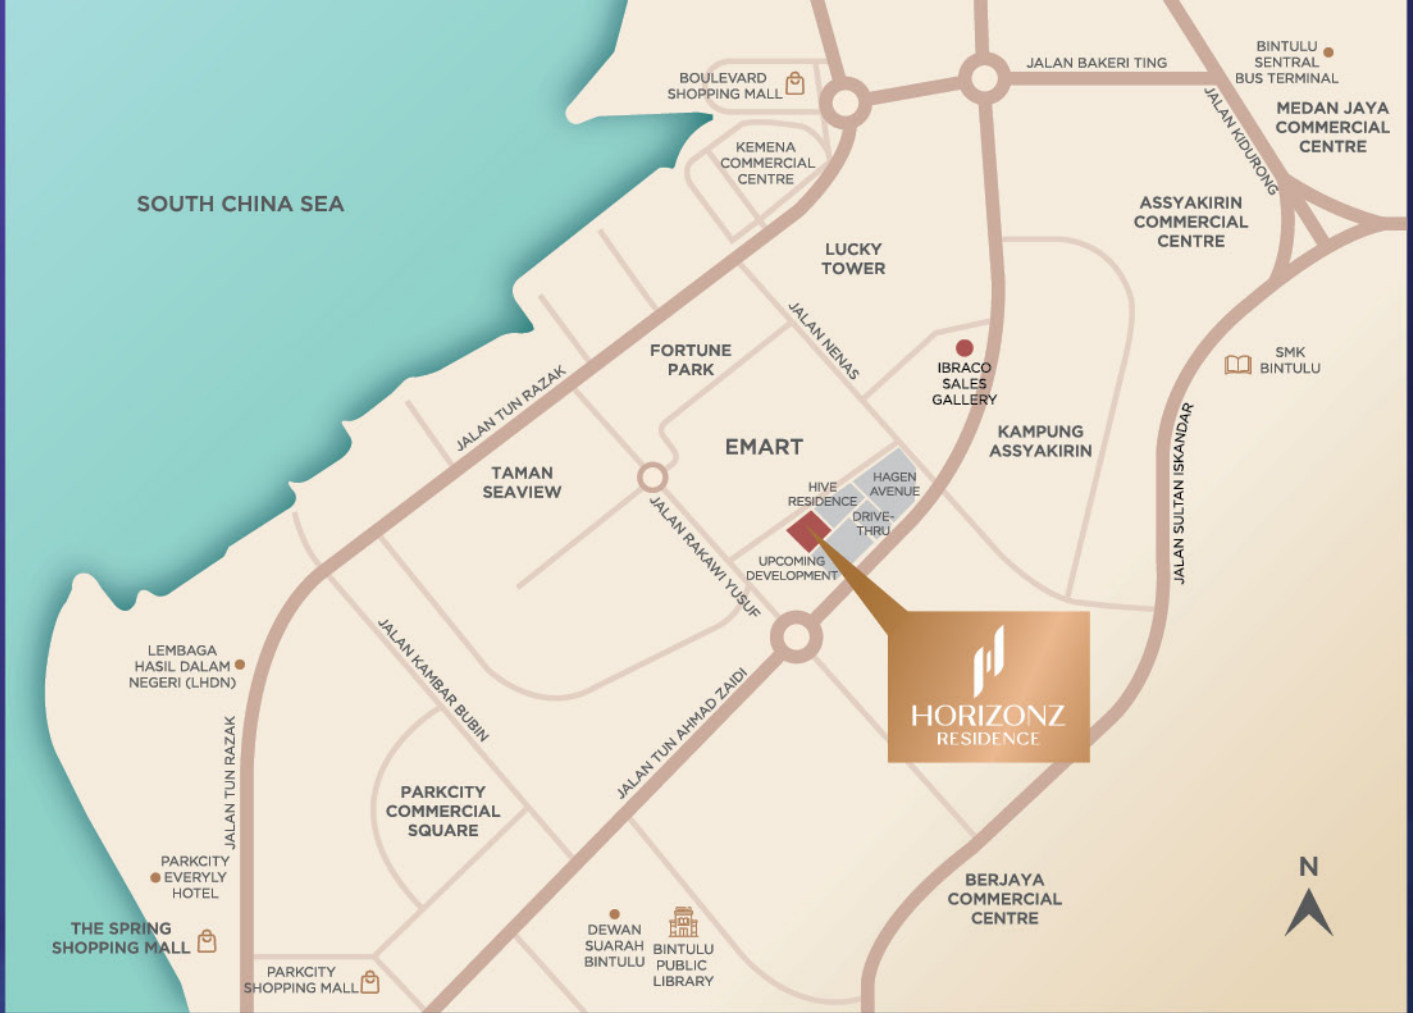 JALAN BAKERI TING
BINTULU
SENTRAL
BUS TERMINAL
BOULEVARD
SHOPPING MALL
JALAN KIDURONG
MEDAN JAYA
COMMERCIAL
CENTRE
KEMENA
COMMERCIAL
CENTRE
SOUTH CHINA SEA
ASSYAKIRIN
COMMERCIAL
CENTRE
LUCKY
TOWER
JALAN NENAS
FORTUNE
PARK
SMK
BINTULU
IBRACO
SALES
GALLERY
JALAN TUN RAZAK
JALAN SULTAN ISKANDAR
KAMPUNG
ASSYAKIRIN
EMART
TAMAN
SEAVIEW
HAGEN
AVENUE
HIVE
RESIDENCE
DRIVE-
THRU
JALAN RAKAWI YUSUF
UPCOMING
DEVELOPMENT
JALAN KAMBAR BUBIN
LEMBAGA
HASIL DALAM
NEGERI (LHDN)
HORIZONZ
RESIDENCE
JALAN TUN AHMAD ZAIDI
JALAN TUN RAZAK
PARKCITY
COMMERCIAL
SQUARE
PARKCITY
EVERYLY
HOTEL
N
BERJAYA
COMMERCIAL
CENTRE
THE SPRING
SHOPPING MALL
DEWAN
SUARAH
BINTULU
BINTULU
PUBLIC
LIBRARY
PARKCITY
SHOPPING MALL